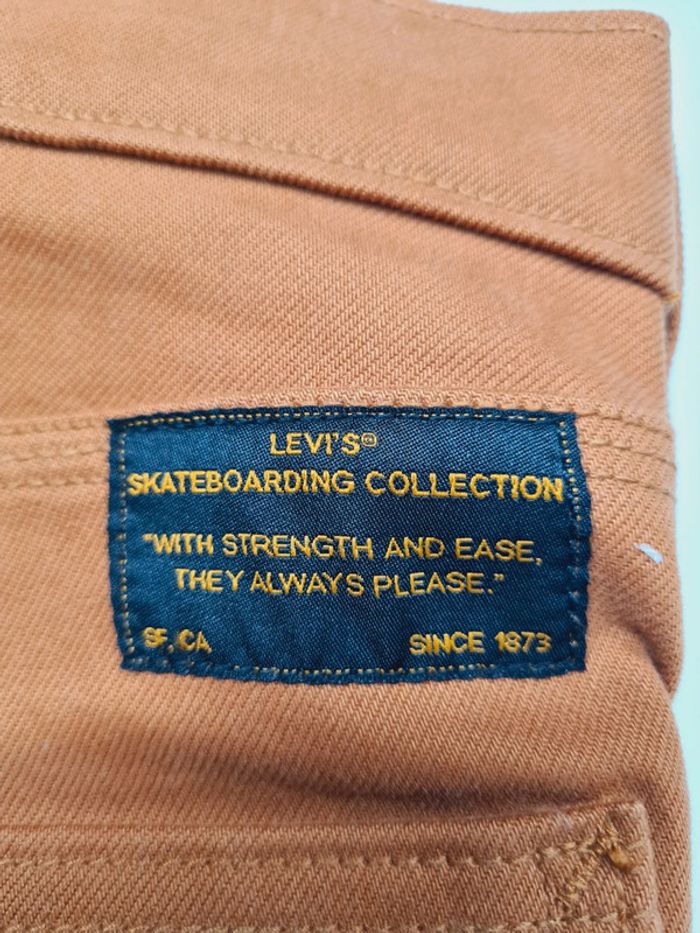 LEVI'S®
SKATEBOARDING COLLECTION
"WITH STRENGTH AND EASE,
THEY ALWAYS PLEASE."
SF, CA SINCE 1873